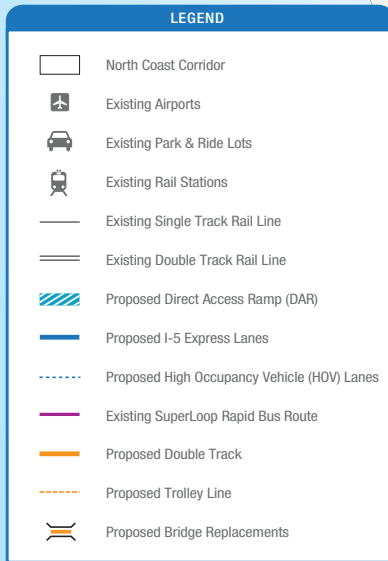 LEGEND
North Coast Corridor
Existing Airports
Existing Park & Ride Lots
Existing Rail Stations
Existing Single Track Rail Line
Existing Double Track Rail Line
Proposed Direct Access Ramp (DAR)
Proposed I-5 Express Lanes
Proposed High Occupancy Vehicle (HOV) Lanes
Existing SuperLoop Rapid Bus Route
Proposed Double Track
Proposed Trolley Line
Proposed Bridge Replacements